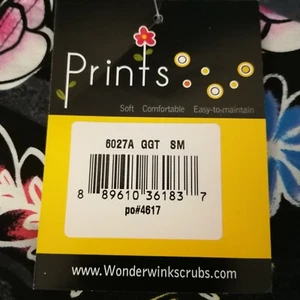 Prints
Soft Comfortable Easy-to-maintain
6027A GGT SM
8 89610 36183 7
po#4617
www.Wonderwinkscrubs.com